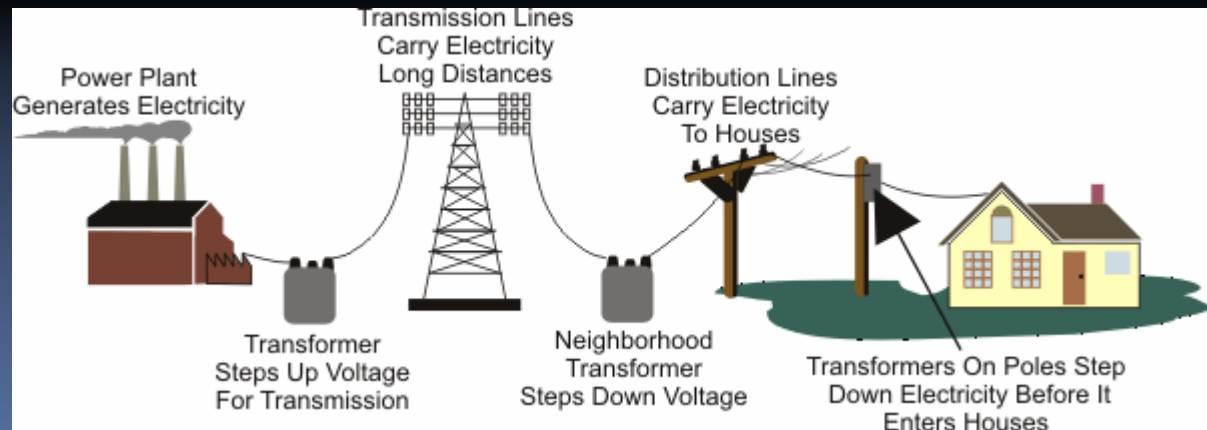 Power Plant
Generates Electricity
Transmission Lines
Carry Electricity
Long Distances
Distribution Lines
Carry Electricity
To Houses
Transformer
Steps Up Voltage
For Transmission
Neighborhood
Transformer
Steps Down Voltage
Transformers On Poles Step
Down Electricity Before It
Enters Houses